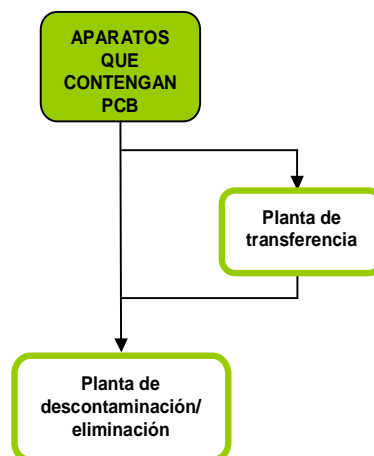 APARATOS
QUE
CONTENGAN
PCB
Planta de
transferencia
Planta de
descontaminación/
eliminación